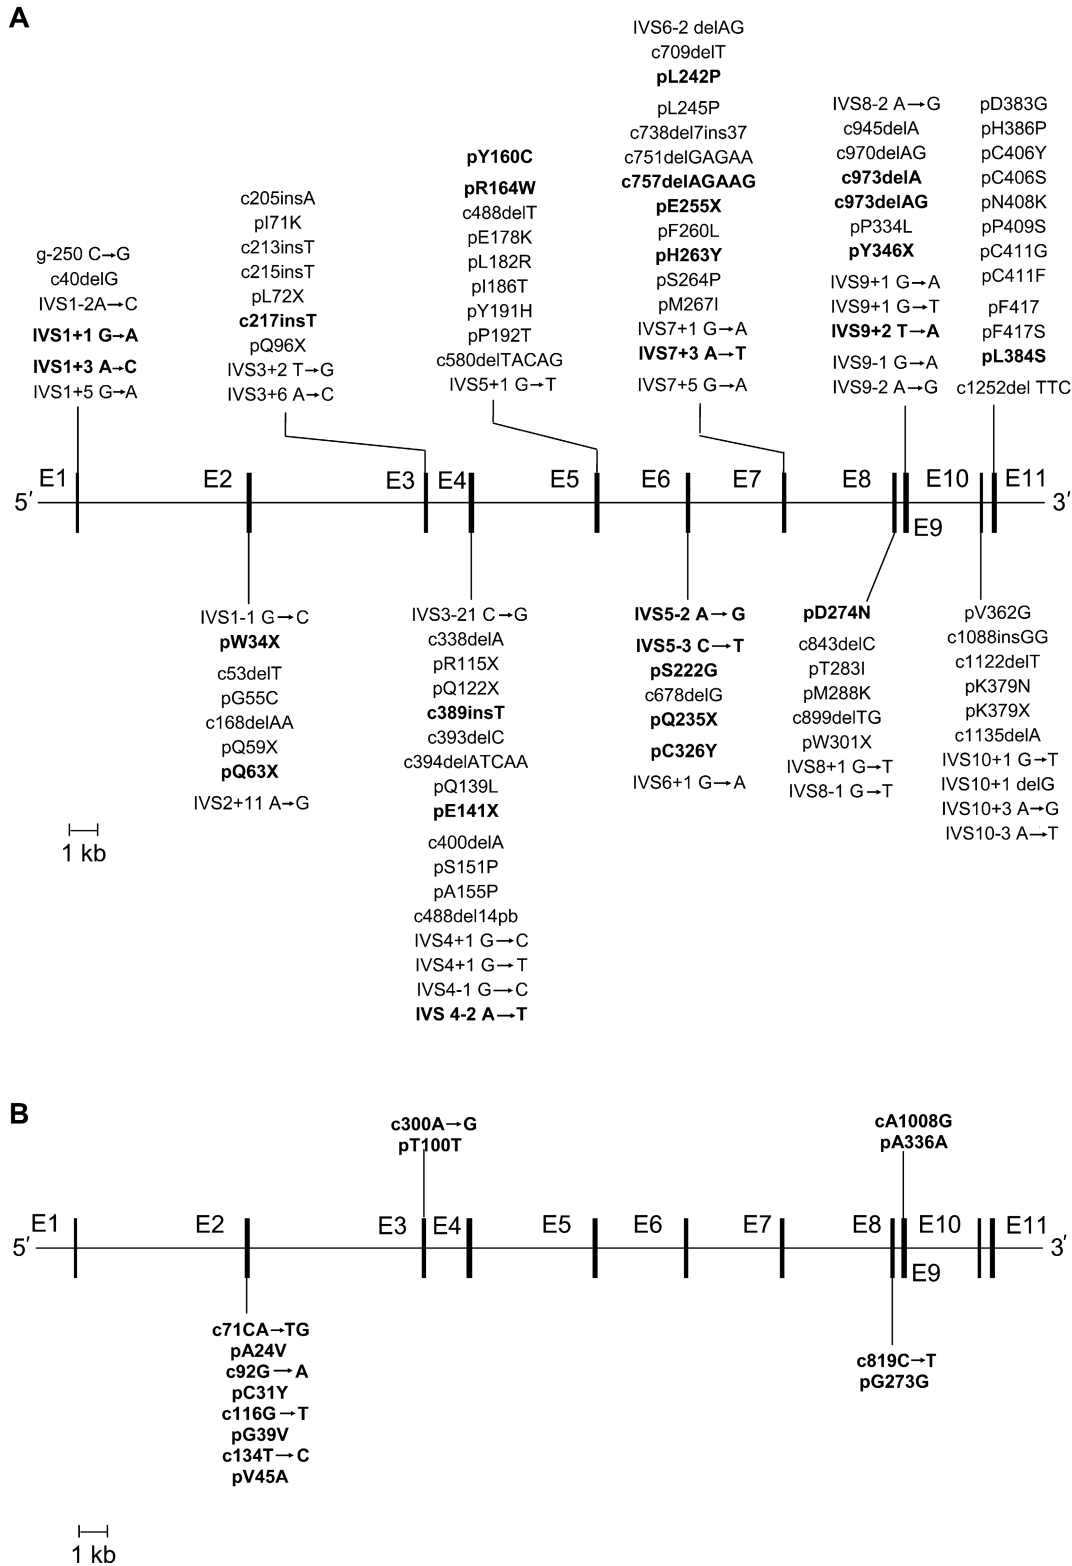 A
g-250 C→G
c40delG
IVS1-2A→C
IVS1+1 G→A
IVS1+3 A→C
IVS1+5 G→A
c205insA
pI71K
c213insT
c215insT
pL72X
c217insT
pQ96X
IVS3+2 T→G
IVS3+6 A→C
pY160C
pR164W
c488delT
pE178K
pL182R
pI186T
pY191H
pP192T
c580delTACAG
IVS5+1 G→T
IVS6-2 delAG
c709delT
pL242P
pL245P
c738del7ins37
c751delGAGAA
c757delAGAAG
pE255X
pF260L
pH263Y
pS264P
pM267I
IVS7+1 G→A
IVS7+3 A→T
IVS7+5 G→A
IVS8-2 A→G
c945delA
c970delAG
c973delA
c973delAG
pP334L
pY346X
IVS9+1 G→A
IVS9+1 G→T
IVS9+2 T→A
IVS9-1 G→A
IVS9-2 A→G
pD383G
pH386P
pC406Y
pC406S
pN408K
pP409S
pC411G
pC411F
pF417
pF417S
pL384S
c1252del TTC
5′ E1 E2 E3 E4 E5 E6 E7 E8 E9 E10 E11 3′
IVS1-1 G→C
pW34X
c53delT
pG55C
c168delAA
pQ59X
pQ63X
IVS2+11 A→G
IVS3-21 C→G
c338delA
pR115X
pQ122X
c389insT
c393delC
c394delATCAA
pQ139L
pE141X
c400delA
pS151P
pA155P
c488del14pb
IVS4+1 G→C
IVS4+1 G→T
IVS4-1 G→C
IVS 4-2 A→T
IVS5-2 A→G
IVS5-3 C→T
pS222G
c678delG
pQ235X
pC326Y
IVS6+1 G→A
pD274N
c843delC
pT283I
pM288K
c899delTG
pW301X
IVS8+1 G→T
IVS8-1 G→T
pV362G
c1088insGG
c1122delT
pK379N
pK379X
c1135delA
IVS10+1 G→T
IVS10+1 delG
IVS10+3 A→G
IVS10-3 A→T
1 kb
B
c300A→G
pT100T
cA1008G
pA336A
5′ E1 E2 E3 E4 E5 E6 E7 E8 E9 E10 E11 3′
c71CA→TG
pA24V
c92G→A
pC31Y
c116G→T
pG39V
c134T→C
pV45A
c819C→T
pG273G
1 kb